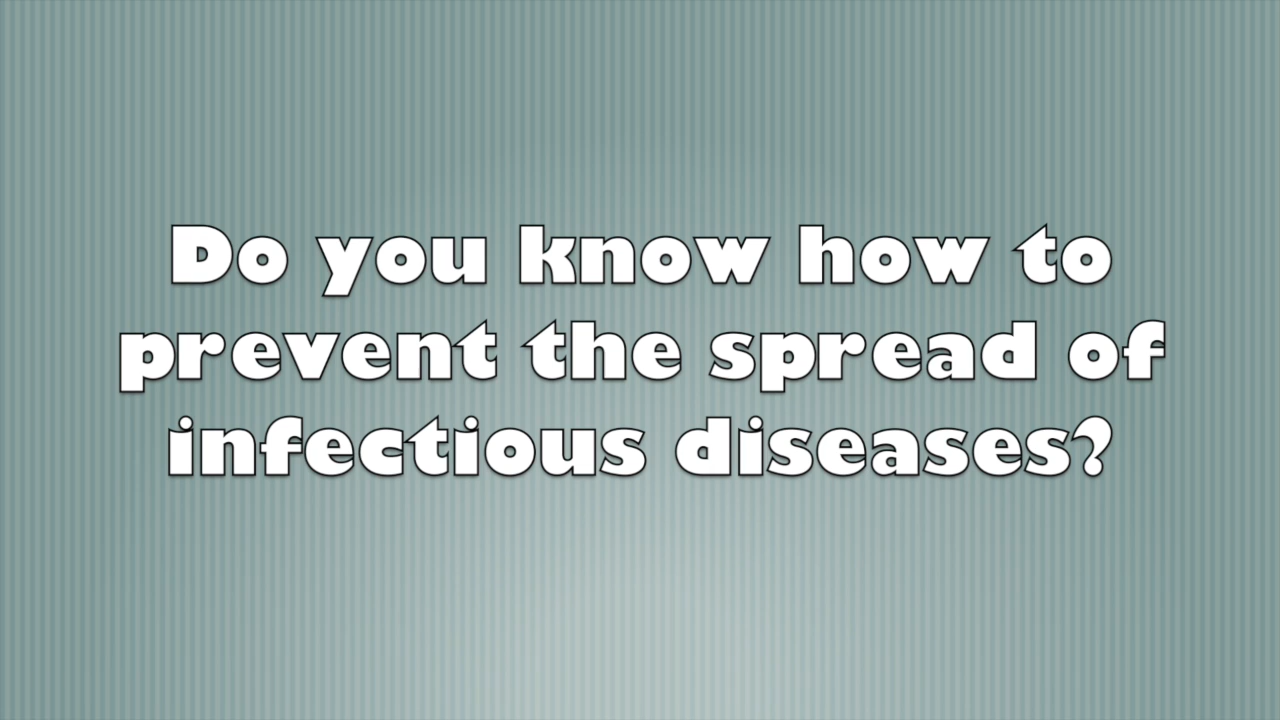 Do you know how to
prevent the spread of
infectious diseases?